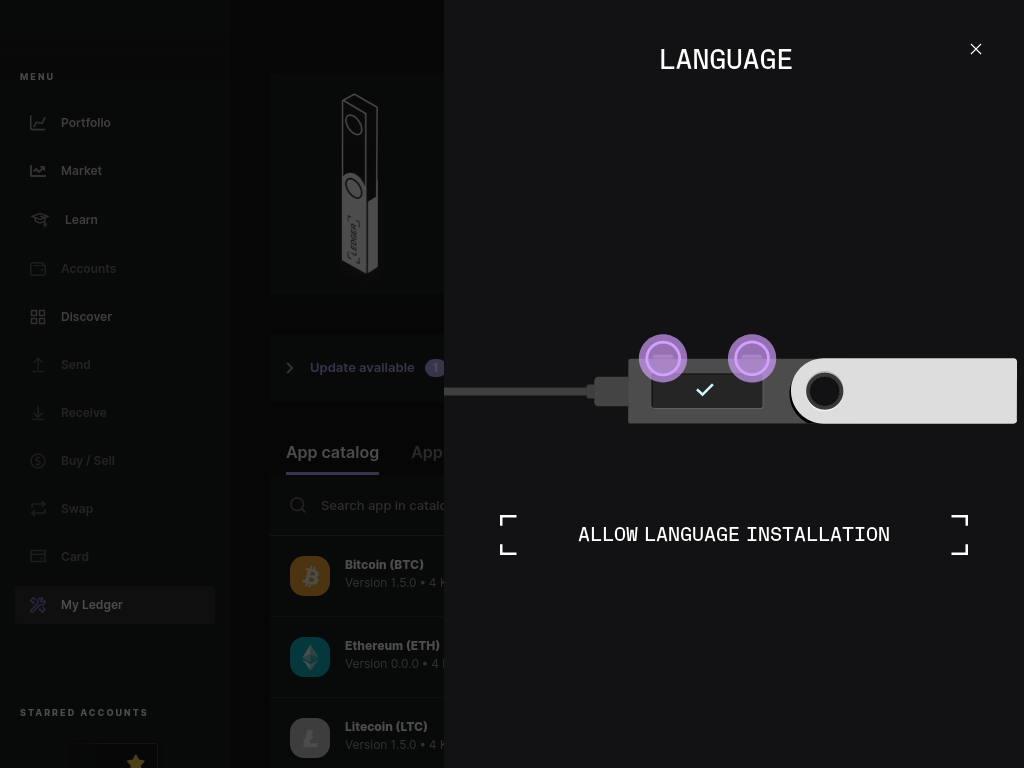 MENU
Portfolio
Market
Learn
Accounts
Discover
Send
Receive
Buy / Sell
Swap
Card
My Ledger
STARRED ACCOUNTS
LEDGER
Update available 1
App catalog
App
Search app in catalo
Bitcoin (BTC)
Version 1.5.0 • 4 K
Ethereum (ETH)
Version 0.0.0 • 4
Litecoin (LTC)
Version 1.5.0 • 4 K
LANGUAGE
ALLOW LANGUAGE INSTALLATION